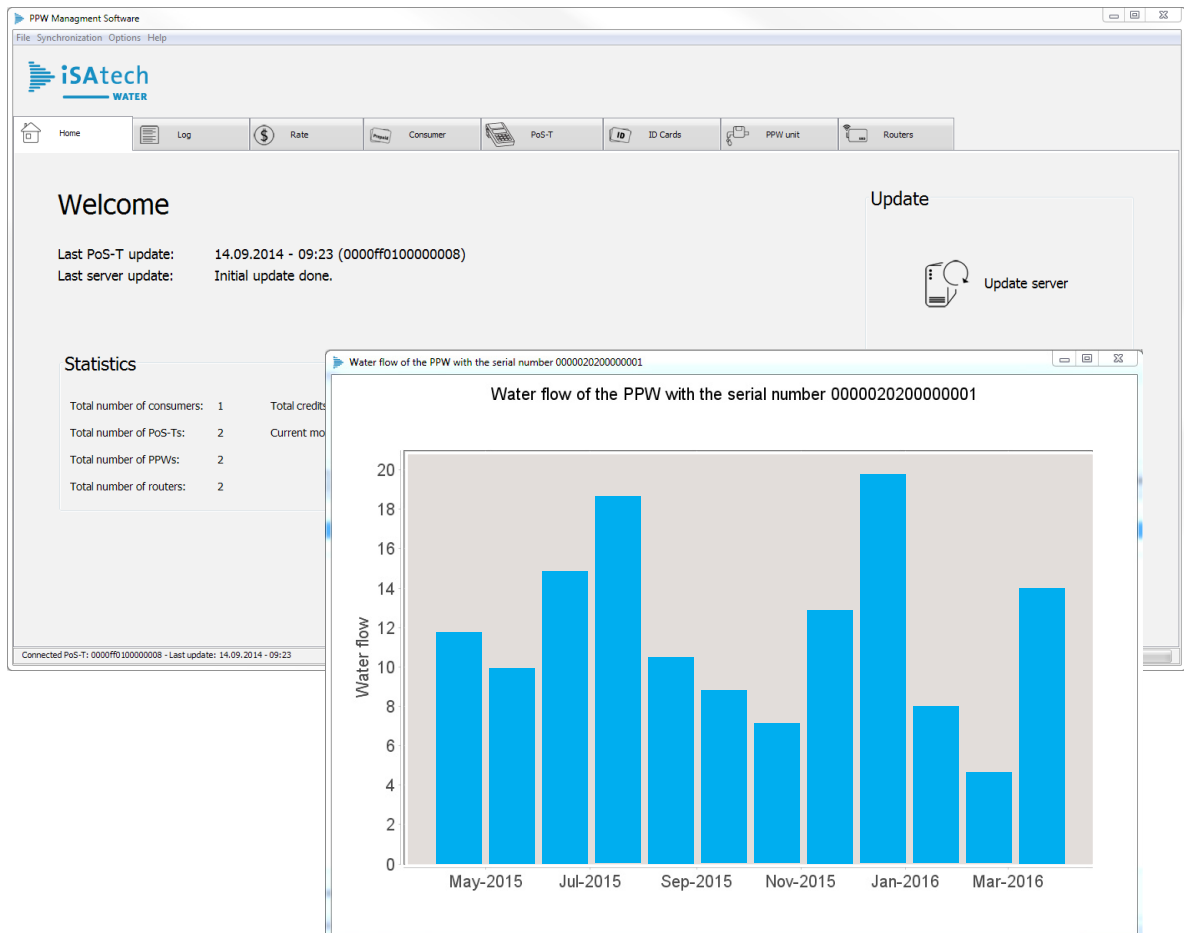 PPW Managment Software
File Synchronization Options Help
iSAtech
WATER
Home Log Rate Prepaid Consumer PoS-T ID ID Cards PPW unit Routers
Welcome
Update
Last PoS-T update: 14.09.2014 - 09:23 (0000ff0100000008)
Last server update: Initial update done.
Update server
Statistics
Total number of consumers: 1 Total credits
Total number of PoS-Ts: 2 Current mo
Total number of PPWs: 2
Total number of routers: 2
Connected PoS-T: 0000ff0100000008 - Last update: 14.09.2014 - 09:23
Water flow of the PPW with the serial number 0000020200000001
Water flow of the PPW with the serial number 0000020200000001
Water flow
20
18
16
14
12
10
8
6
4
2
0
May-2015 Jul-2015 Sep-2015 Nov-2015 Jan-2016 Mar-2016